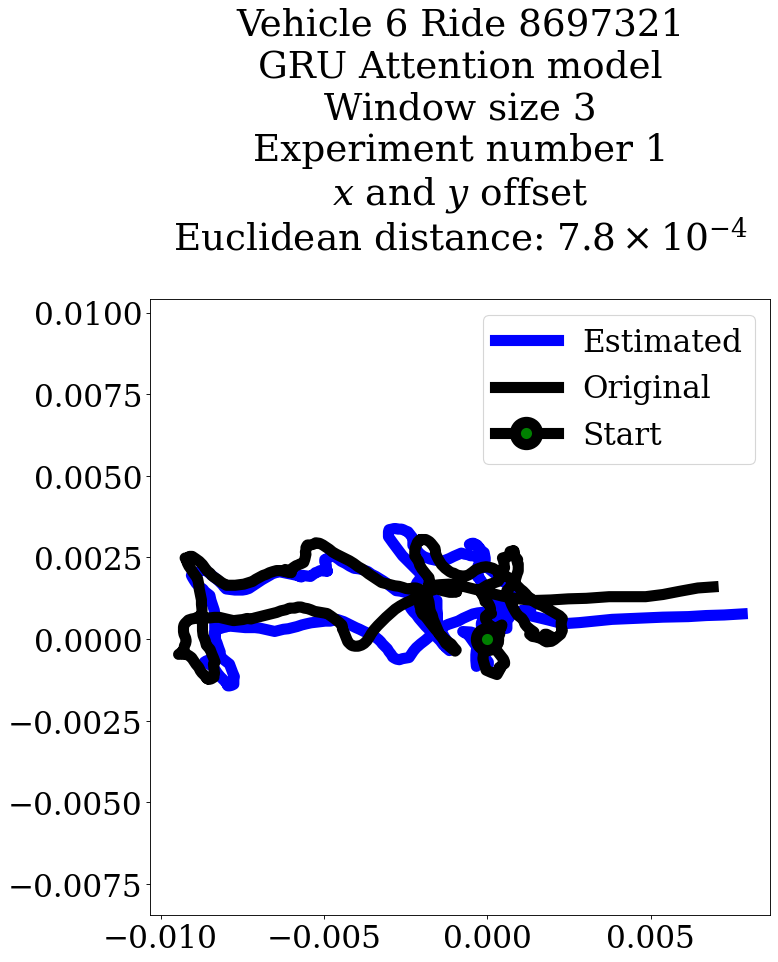 Vehicle 6 Ride 8697321
GRU Attention model
Window size 3
Experiment number 1
x and y offset
Euclidean distance: 7.8 × 10⁻⁴
Estimated
Original
Start
0.0100
0.0075
0.0050
0.0025
0.0000
−0.0025
−0.0050
−0.0075
−0.010
−0.005
0.000
0.005